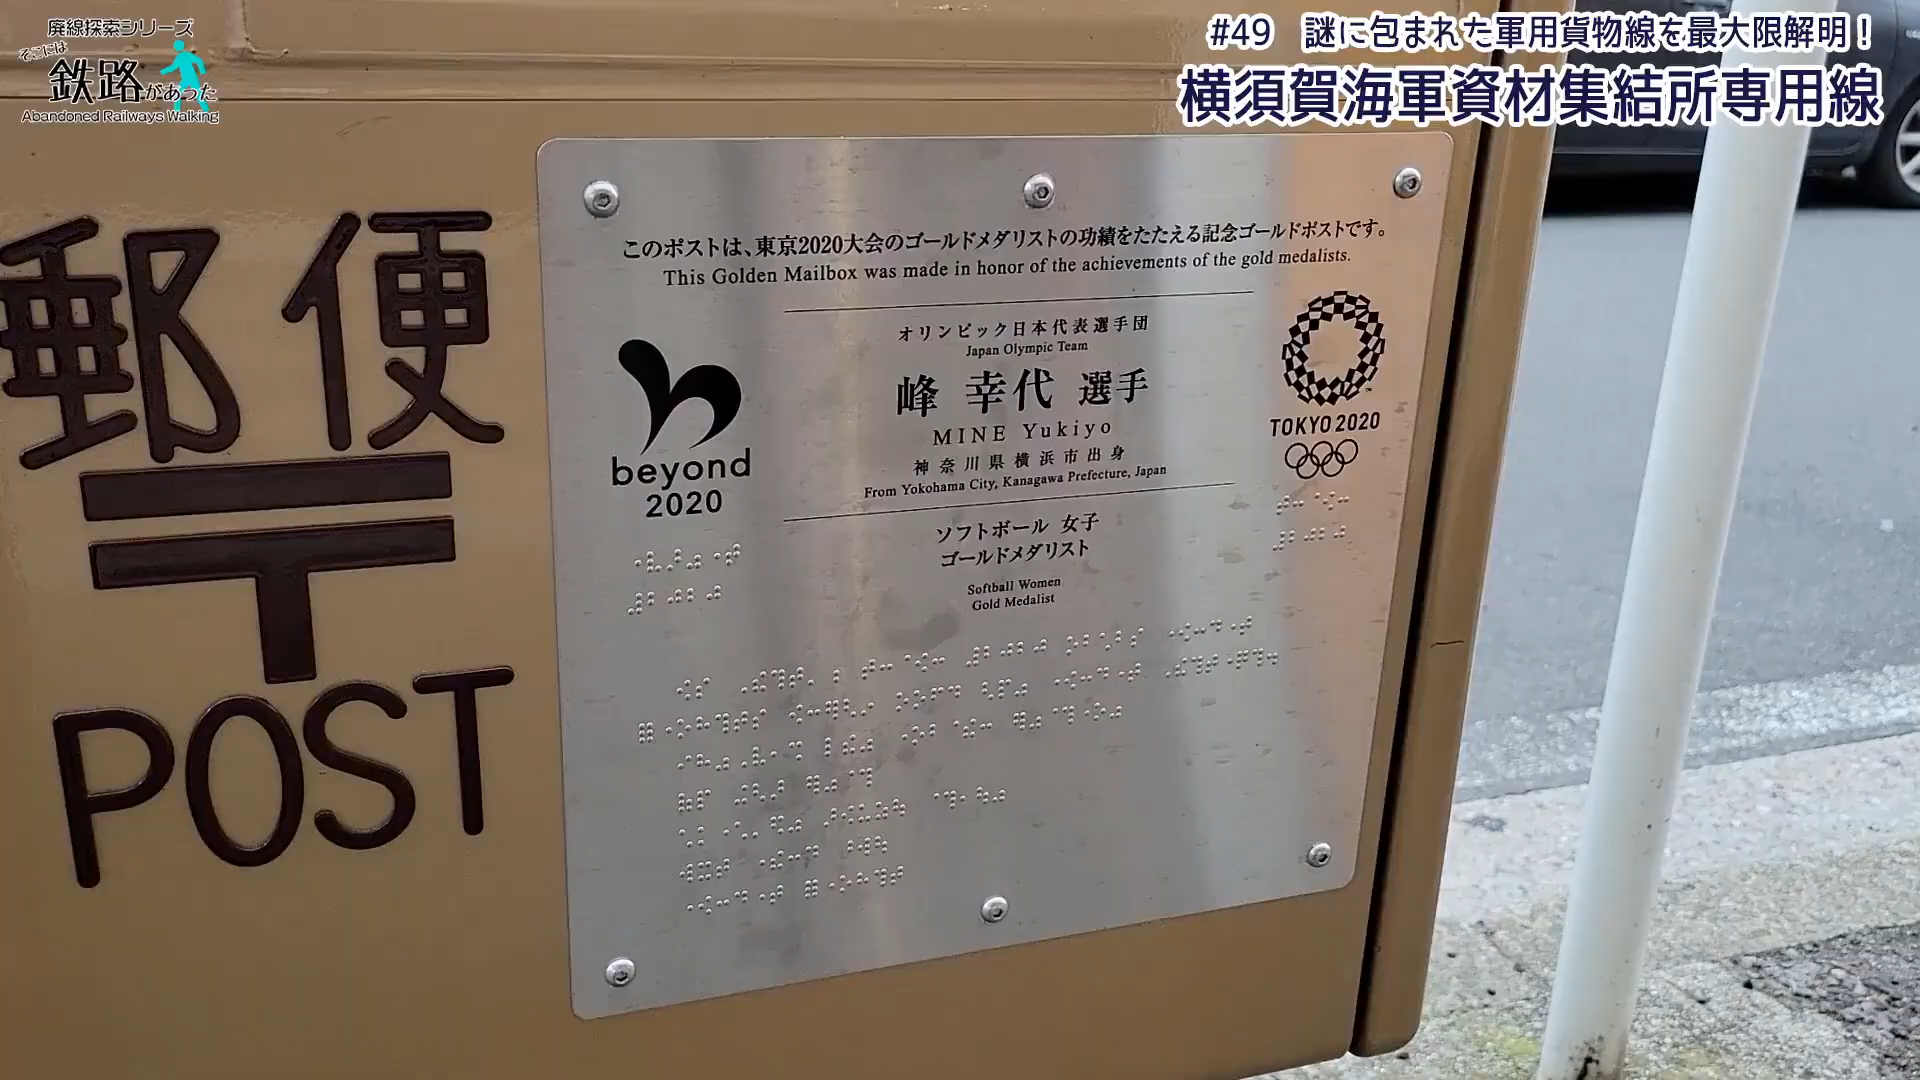 廃線探索シリーズ
そこには
鉄路があった
Abandoned Railways Walking
#49　謎に包まれた軍用貨物線を最大限解明！
横須賀海軍資材集結所専用線
郵便
〒
POST
このポストは、東京2020大会のゴールドメダリストの功績をたたえる記念ゴールドポストです。
This Golden Mailbox was made in honor of the achievements of the gold medalists.
オリンピック日本代表選手団
Japan Olympic Team
峰 幸代 選手
MINE Yukiyo
神奈川県横浜市出身
From Yokohama City, Kanagawa Prefecture, Japan
ソフトボール 女子
ゴールドメダリスト
Softball Women
Gold Medalist
beyond
2020
TOKYO 2020